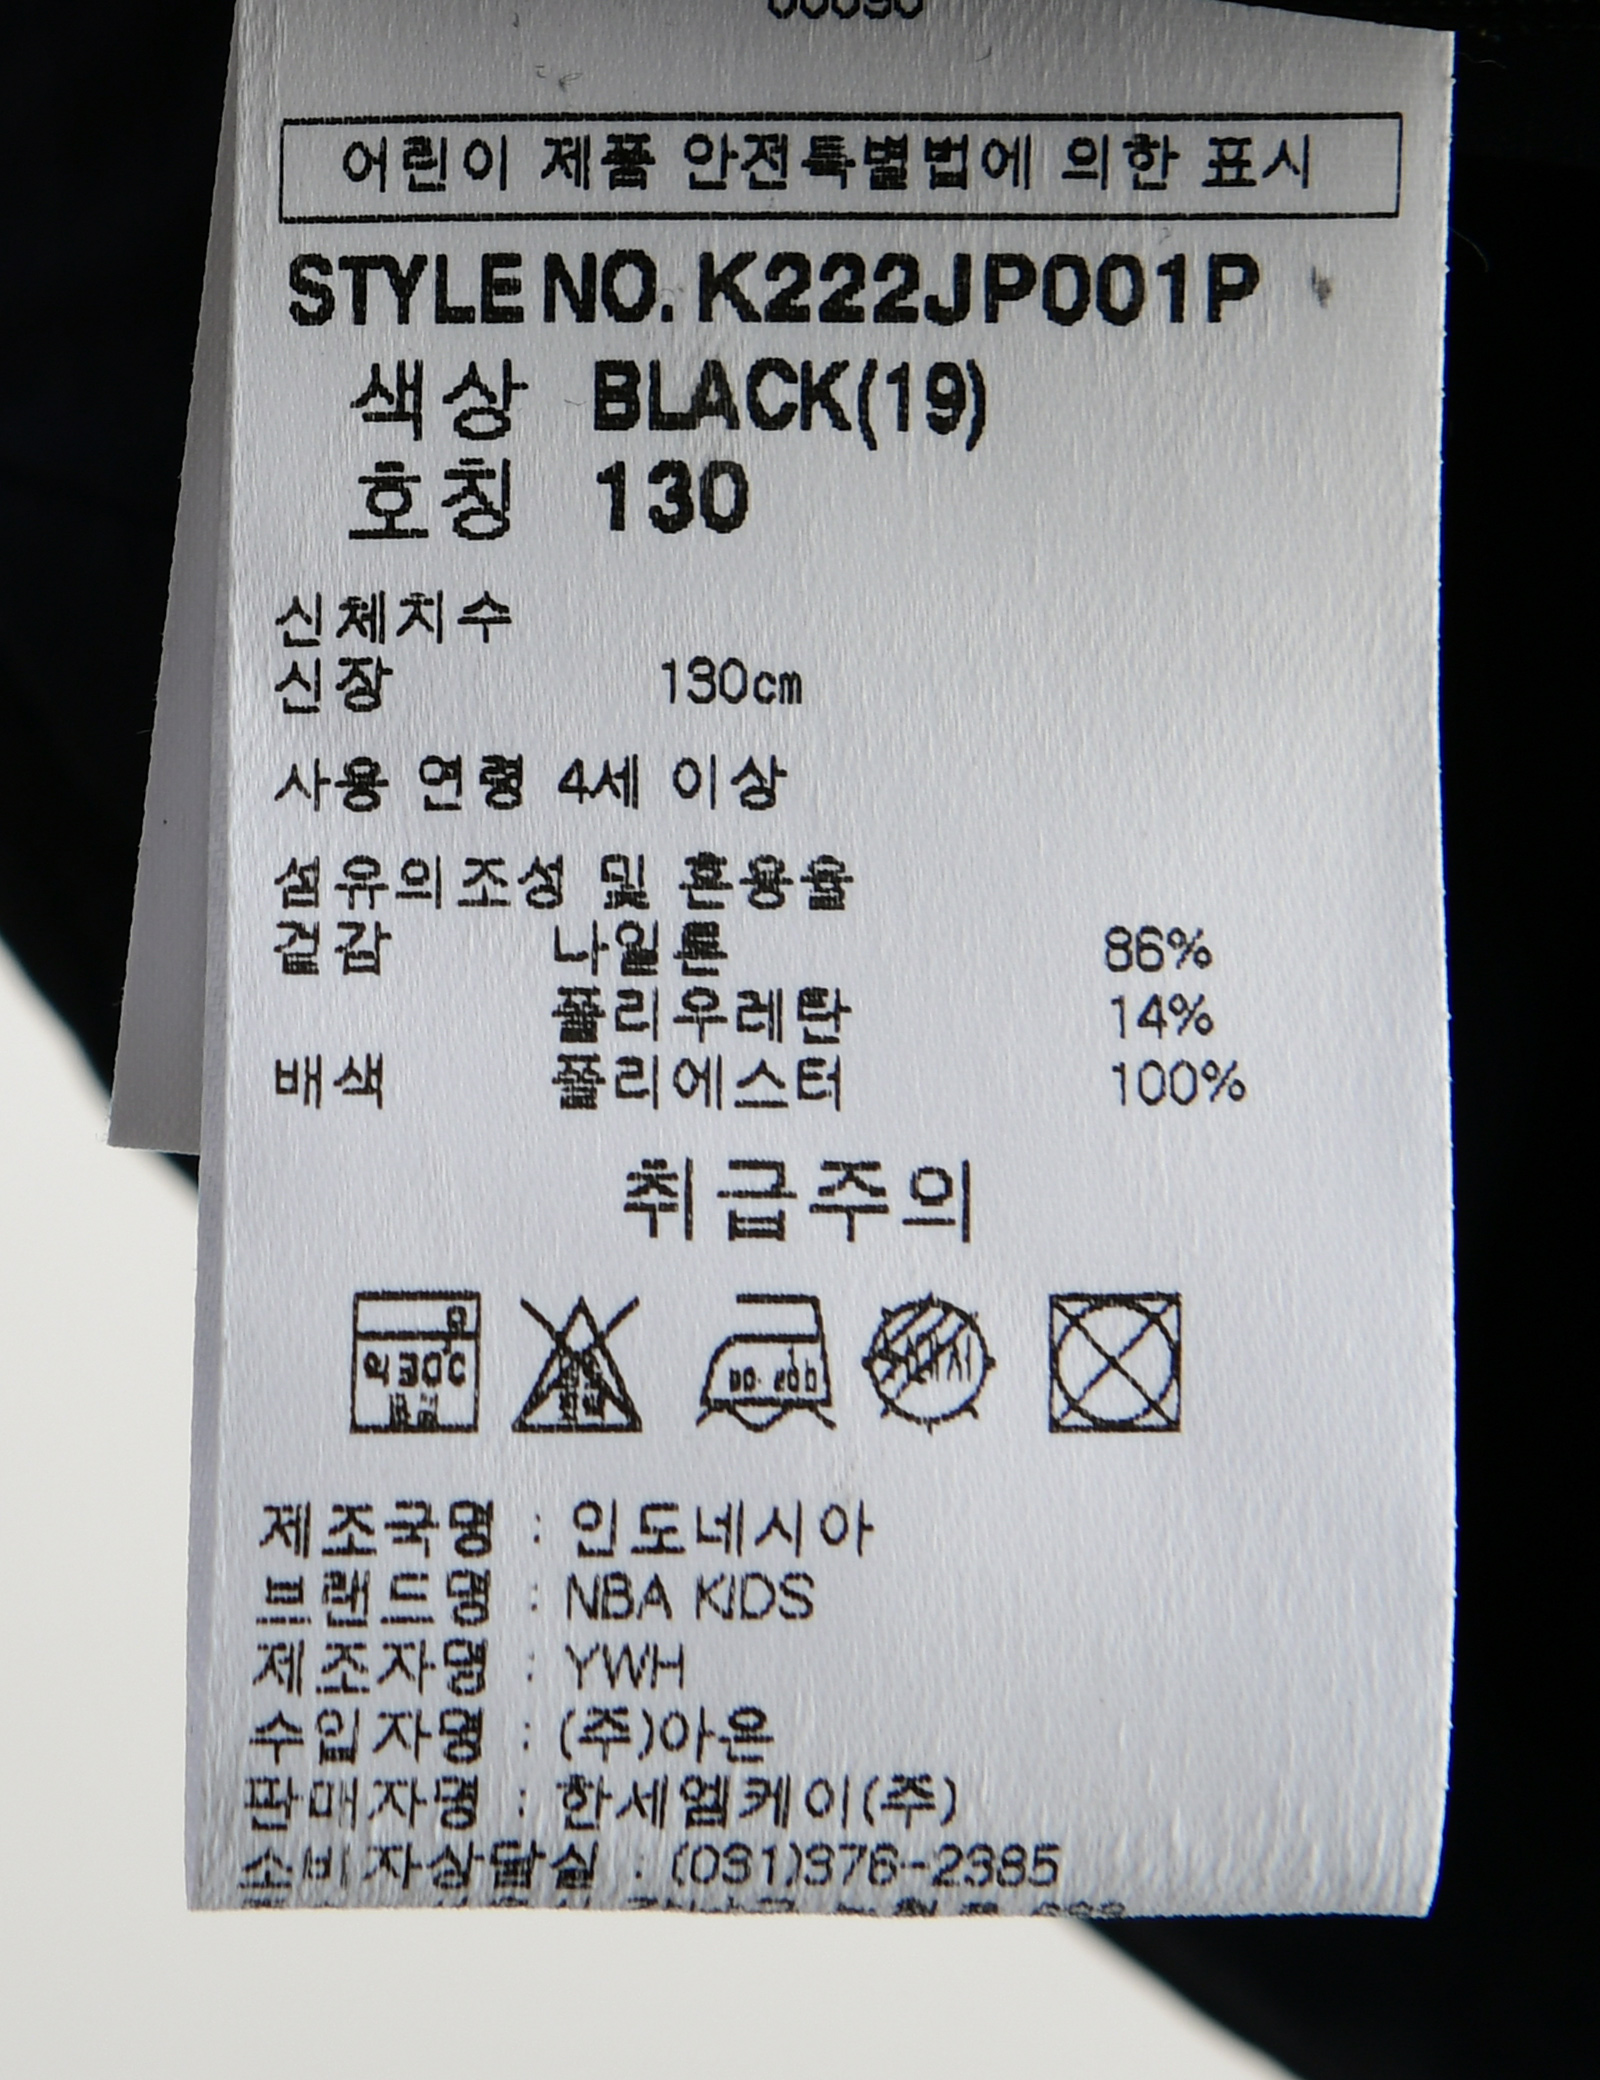 어린이 제품 안전특별법에 의한 표시
STYLE NO. K222JP001P
색상 BLACK(19)
호칭 130
신체치수
신장 130cm
사용 연령 4세 이상
섬유의조성 및 혼용율
겉감 나일론 86%
폴리우레탄 14%
배색 폴리에스터 100%
취급주의
약 30℃
중성
제조국명 : 인도네시아
브랜드명 : NBA KIDS
제조자명 : YWH
수입자명 : (주)아온
판매자명 : 한세엠케이(주)
소비자상담실 : (031)376-2385